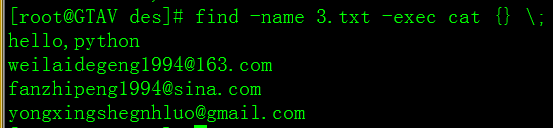 [root@GTAV des]# find -name 3.txt -exec cat {} \;
hello,python
weilaidegeng1994@163.com
fanzhipeng1994@sina.com
yongxingshegnhluo@gmail.com